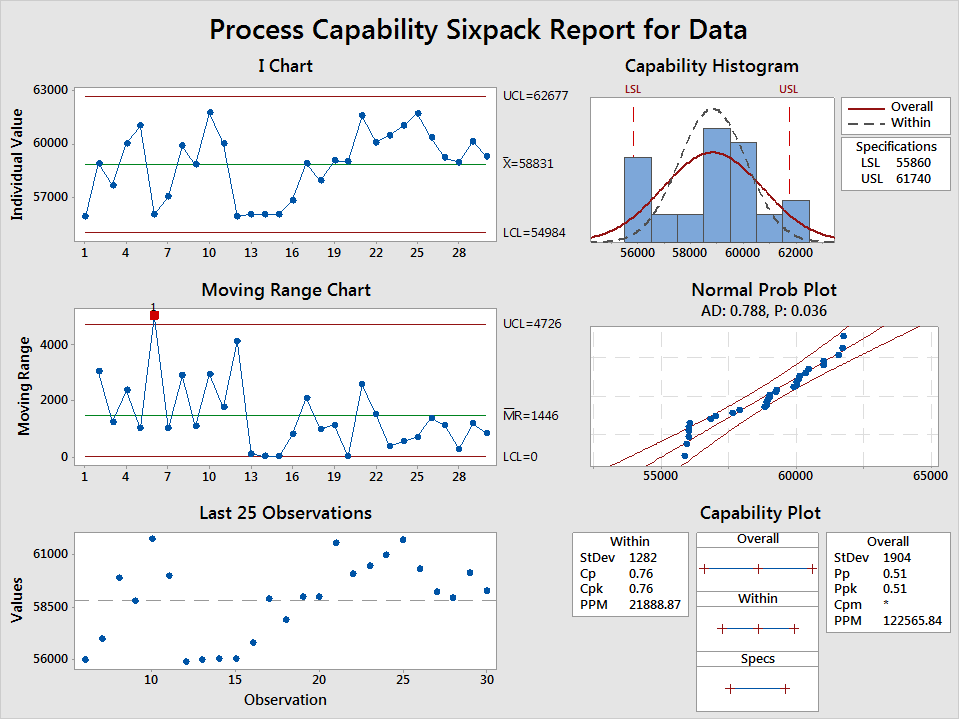 Process Capability Sixpack Report for Data
I Chart
Individual Value
63000
60000
57000
UCL=62677
X=58831
LCL=54984
1 4 7 10 13 16 19 22 25 28
Capability Histogram
LSL USL
56000 58000 60000 62000
Overall
Within
Specifications
LSL 55860
USL 61740
Moving Range Chart
Moving Range
4000
2000
0
1
UCL=4726
MR=1446
LCL=0
1 4 7 10 13 16 19 22 25 28
Normal Prob Plot
AD: 0.788, P: 0.036
55000 60000 65000
Last 25 Observations
Values
61000
58500
56000
10 15 20 25 30
Observation
Capability Plot
Within
StDev 1282
Cp 0.76
Cpk 0.76
PPM 21888.87
Overall
Within
Specs
Overall
StDev 1904
Pp 0.51
Ppk 0.51
Cpm *
PPM 122565.84